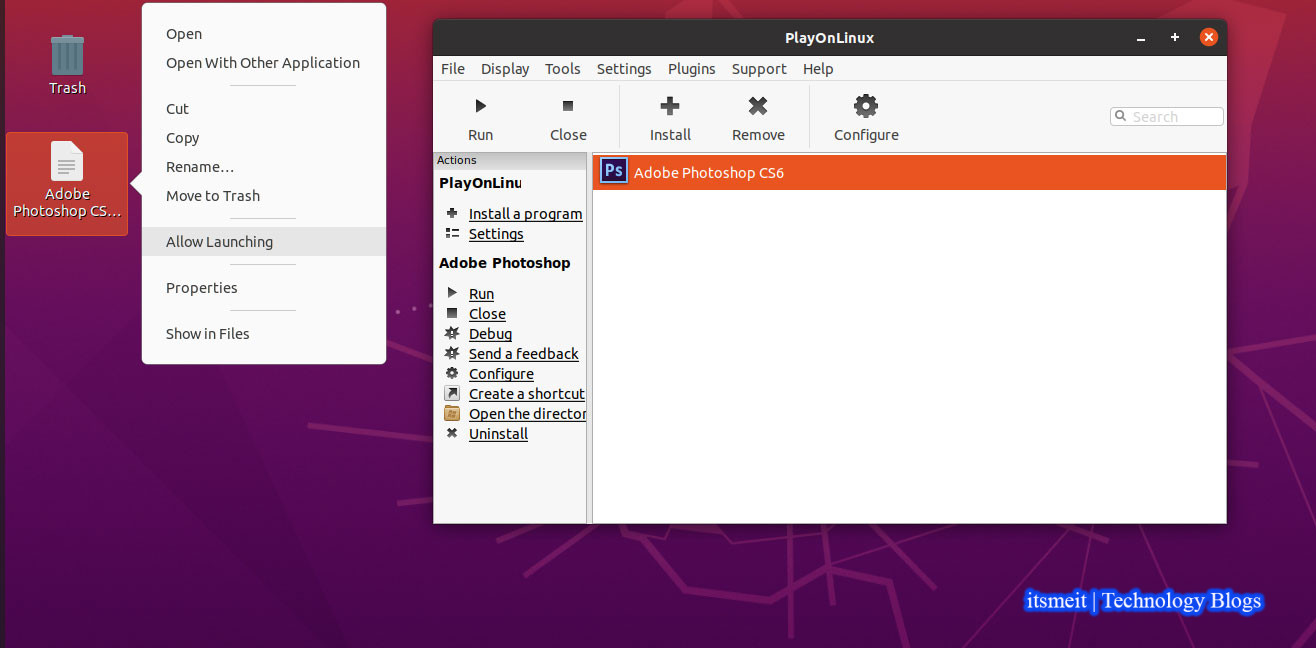 Trash
Adobe
Photoshop CS...
Open
Open With Other Application
Cut
Copy
Rename...
Move to Trash
Allow Launching
Properties
Show in Files
PlayOnLinux
File Display Tools Settings Plugins Support Help
Run Close Install Remove Configure
Search
Actions
PlayOnLinu
Install a program
Settings
Adobe Photoshop
Run
Close
Debug
Send a feedback
Configure
Create a shortcut
Open the director
Uninstall
Ps Adobe Photoshop CS6
itsmeit | Technology Blogs